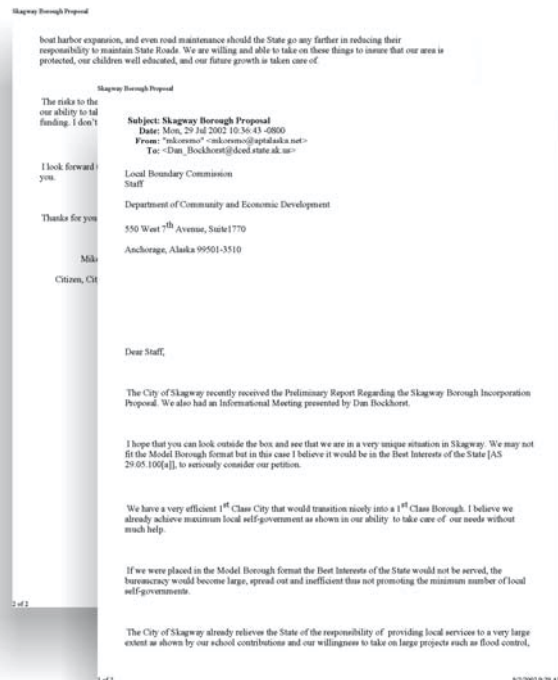 Skagway Borough Proposal
boat harbor expansion, and even road maintenance should the State go any farther in reducing their
responsibility to maintain State Roads. We are willing and able to take on these things to insure that our area is
protected, our children well educated, and our future growth is taken care of.
The risks to the
our ability to tal
funding. I don't
I look forward
you.
Thanks for you
Mik
Citizen, Cit
2 of 2
Skagway Borough Proposal
Subject: Skagway Borough Proposal
Date: Mon, 29 Jul 2002 10:36:43 -0800
From: "mkorsmo" <mkorsmo@aptalaska.net>
To: <Dan_Bockhorst@dced.state.ak.us>
Local Boundary Commission
Staff
Department of Community and Economic Development
550 West 7th Avenue, Suite1770
Anchorage, Alaska 99501-3510
Dear Staff,
The City of Skagway recently received the Preliminary Report Regarding the Skagway Borough Incorporation
Proposal. We also had an Informational Meeting presented by Dan Bockhorst.
I hope that you can look outside the box and see that we are in a very unique situation in Skagway. We may not
fit the Model Borough format but in this case I believe it would be in the Best Interests of the State [AS
29.05.100[a]], to seriously consider our petition.
We have a very efficient 1st Class City that would transition nicely into a 1st Class Borough. I believe we
already achieve maximum local self-government as shown in our ability to take care of our needs without
much help.
If we were placed in the Model Borough format the Best Interests of the State would not be served, the
bureaucracy would become large, spread out and inefficient thus not promoting the minimum number of local
self-governments.
The City of Skagway already relieves the State of the responsibility of providing local services to a very large
extent as shown by our school contributions and our willingness to take on large projects such as flood control,